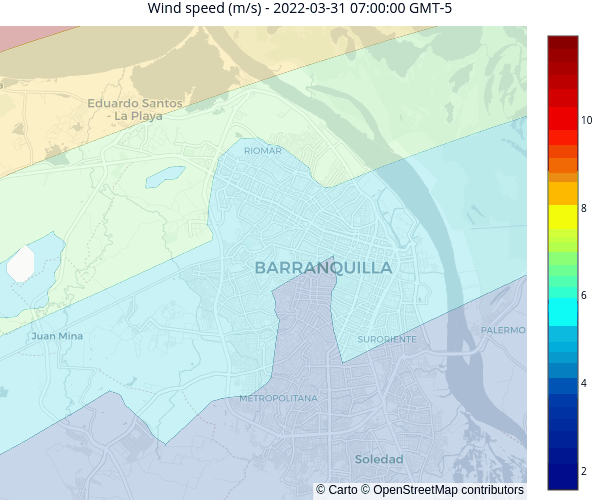 Wind speed (m/s) - 2022-03-31 07:00:00 GMT-5
Eduardo Santos
- La Playa
RIOMAR
10
8
BARRANQUILLA
6
PALERMO
Juan Mina
SURORIENTE
4
METROPOLITANA
Soledad
2
© Carto © OpenStreetMap contributors